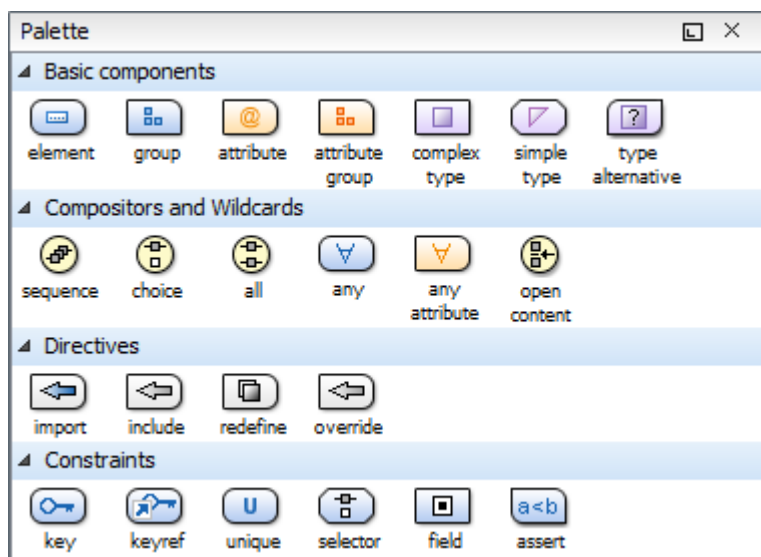 Palette
Basic components
@ ?
element group attribute attribute complex simple type
group type type alternative
Compositors and Wildcards
∀ ∀
sequence choice all any any open
attribute content
Directives
import include redefine override
Constraints
U a<b
key keyref unique selector field assert